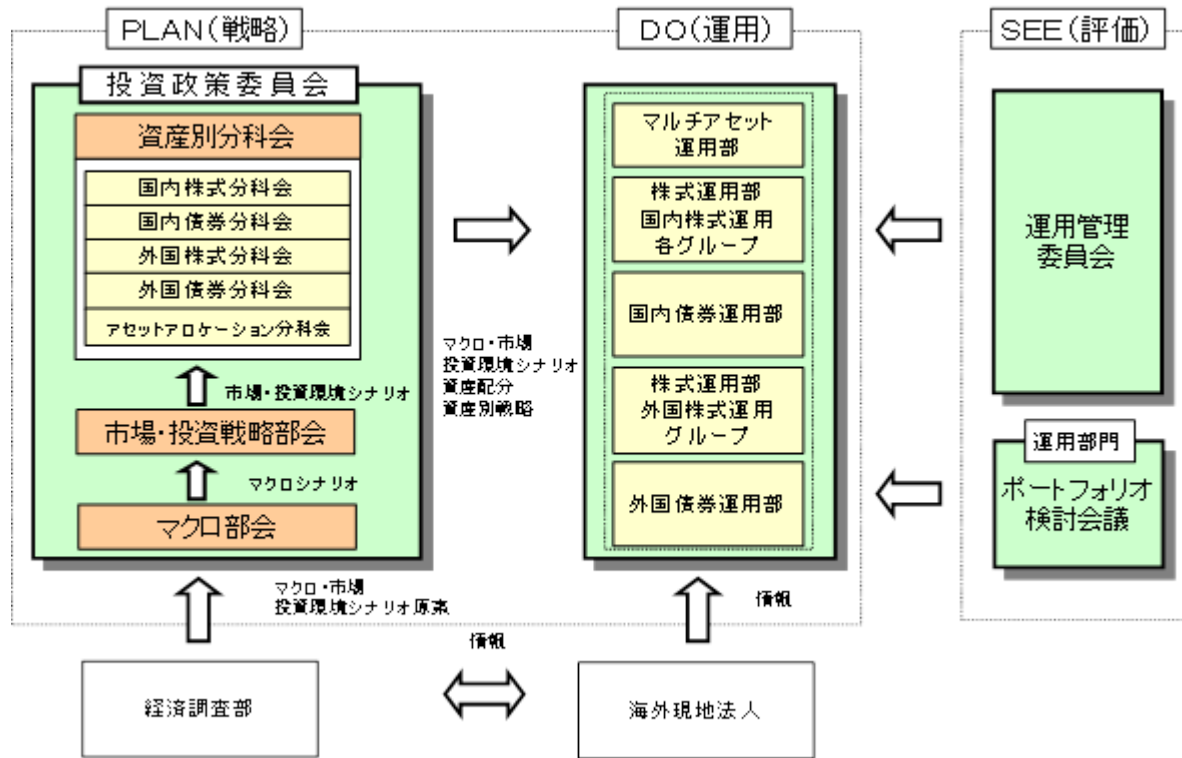 PLAN(戦略)
DO(運用)
SEE(評価)
投資政策委員会
資産別分科会
国内株式分科会
国内債券分科会
外国株式分科会
外国債券分科会
アセットアロケーション分科会
市場・投資環境シナリオ
市場・投資戦略部会
マクロシナリオ
マクロ部会
マクロ・市場
投資環境シナリオ原案
マクロ・市場
投資環境シナリオ
資産配分
資産別戦略
マルチアセット
運用部
株式運用部
国内株式運用
各グループ
国内債券運用部
株式運用部
外国株式運用
グループ
外国債券運用部
情報
運用管理
委員会
運用部門
ポートフォリオ
検討会議
経済調査部
情報
海外現地法人